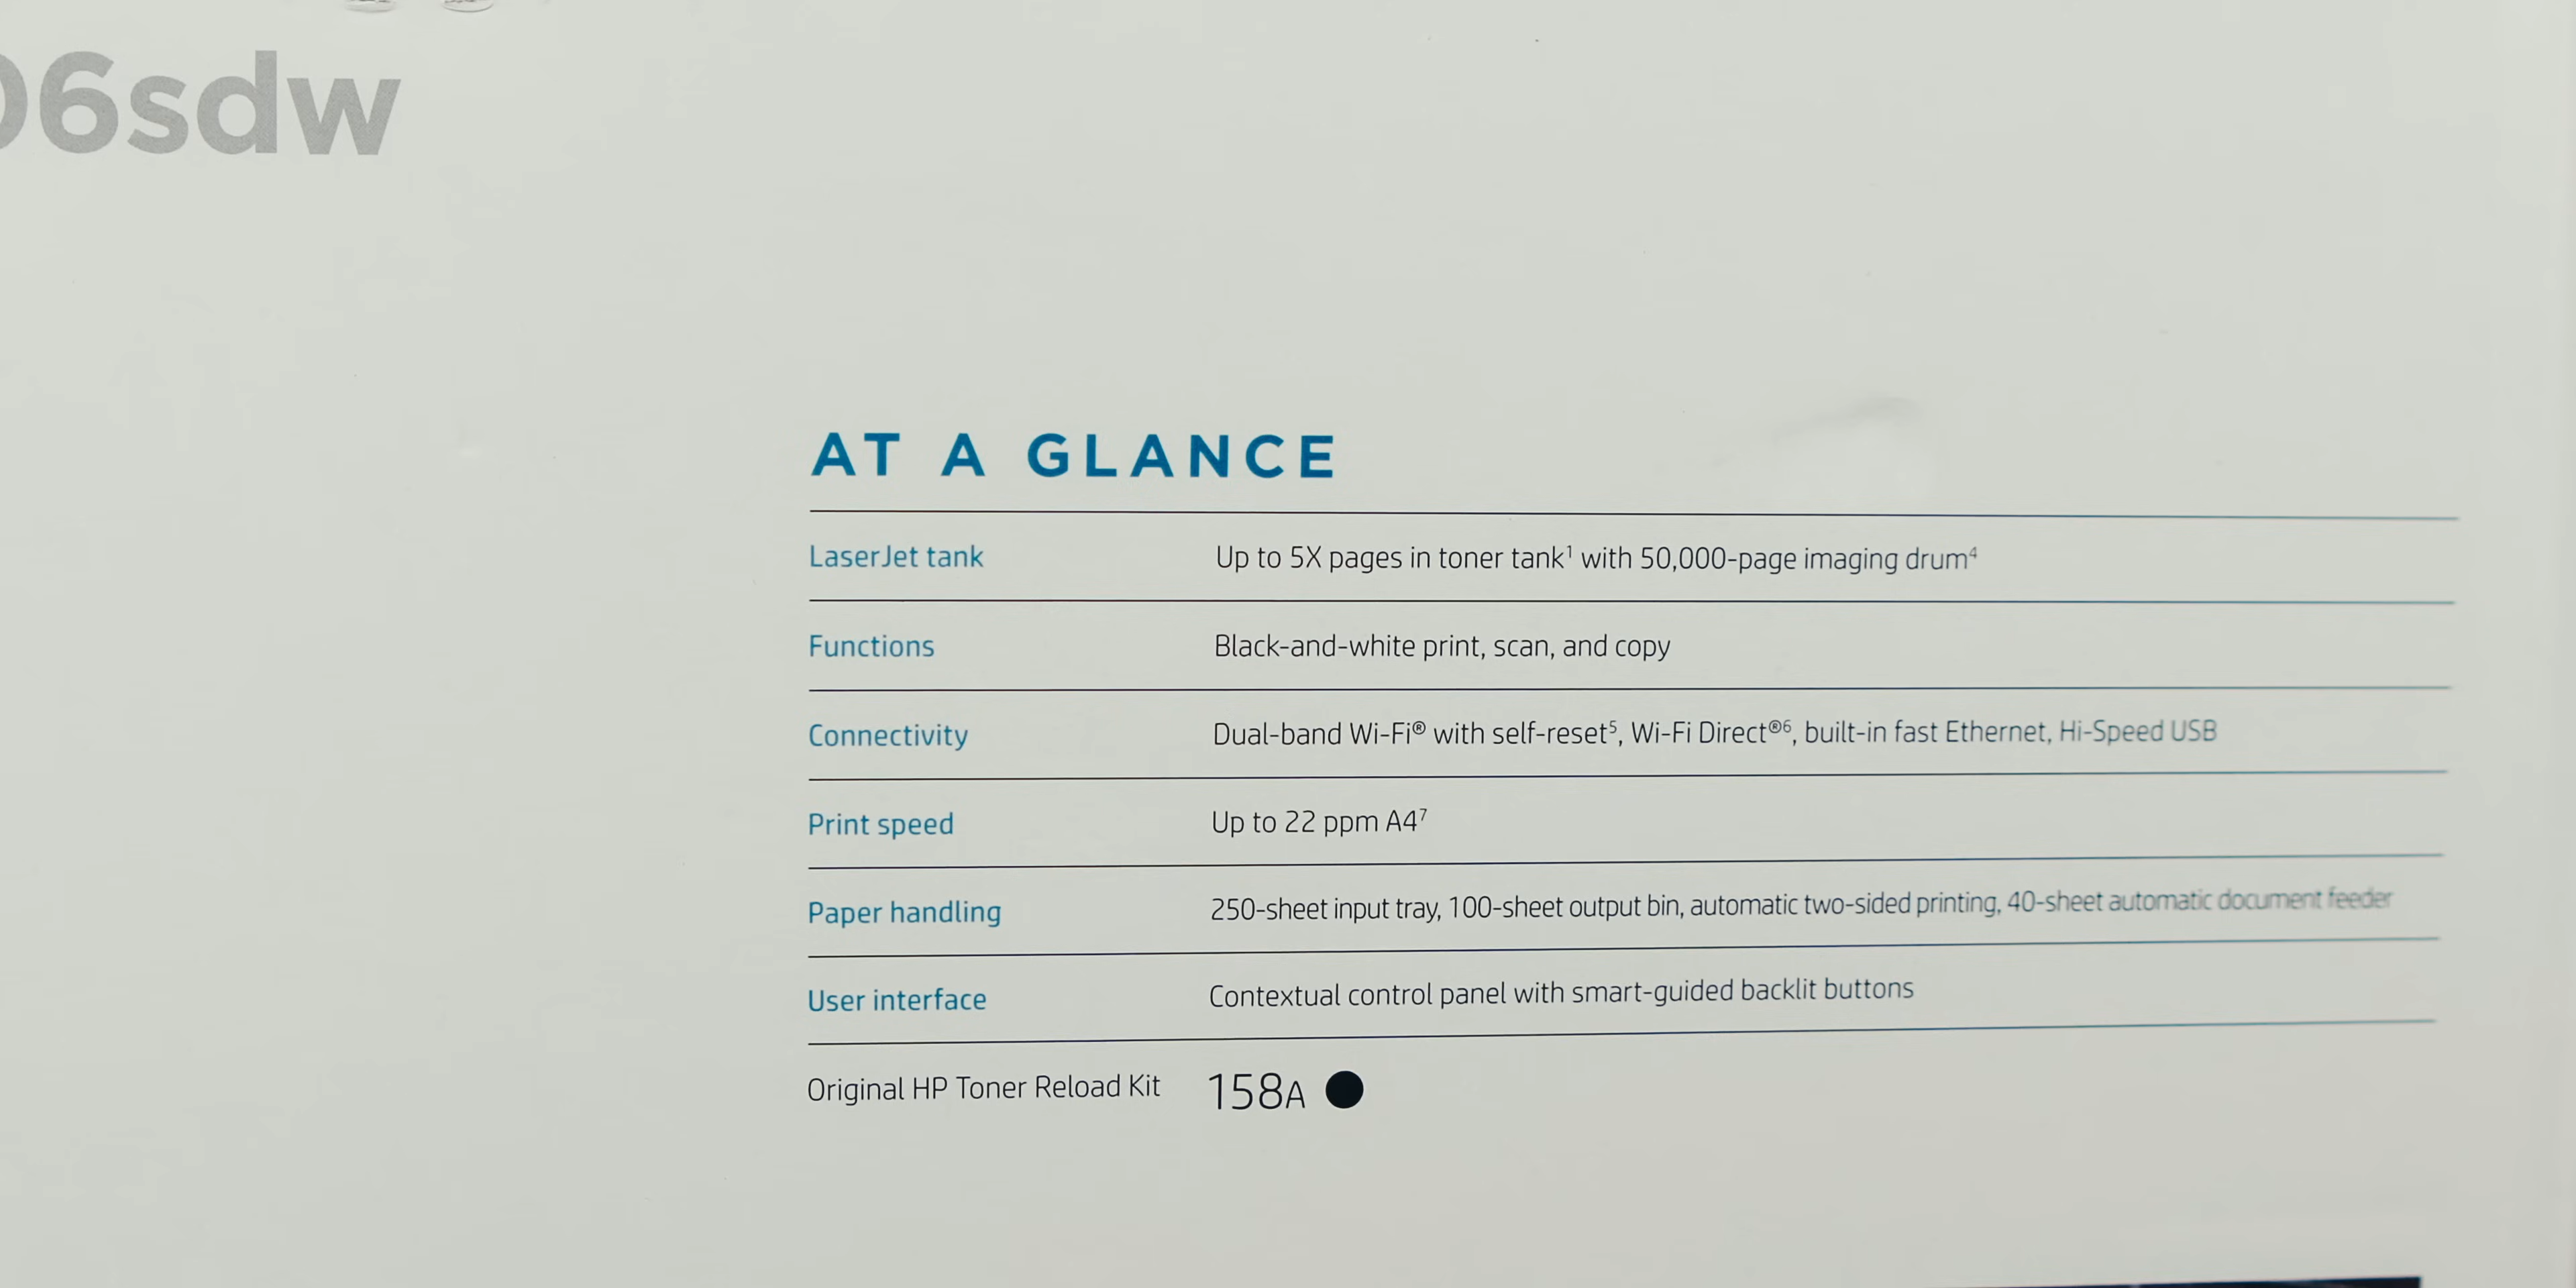 06sdw
AT A GLANCE
LaserJet tank Up to 5X pages in toner tank¹ with 50,000-page imaging drum⁴
Functions Black-and-white print, scan, and copy
Connectivity Dual-band Wi-Fi® with self-reset⁵, Wi-Fi Direct®⁶, built-in fast Ethernet, Hi-Speed USB
Print speed Up to 22 ppm A4⁷
Paper handling 250-sheet input tray, 100-sheet output bin, automatic two-sided printing, 40-sheet automatic document feeder
User interface Contextual control panel with smart-guided backlit buttons
Original HP Toner Reload Kit 158A